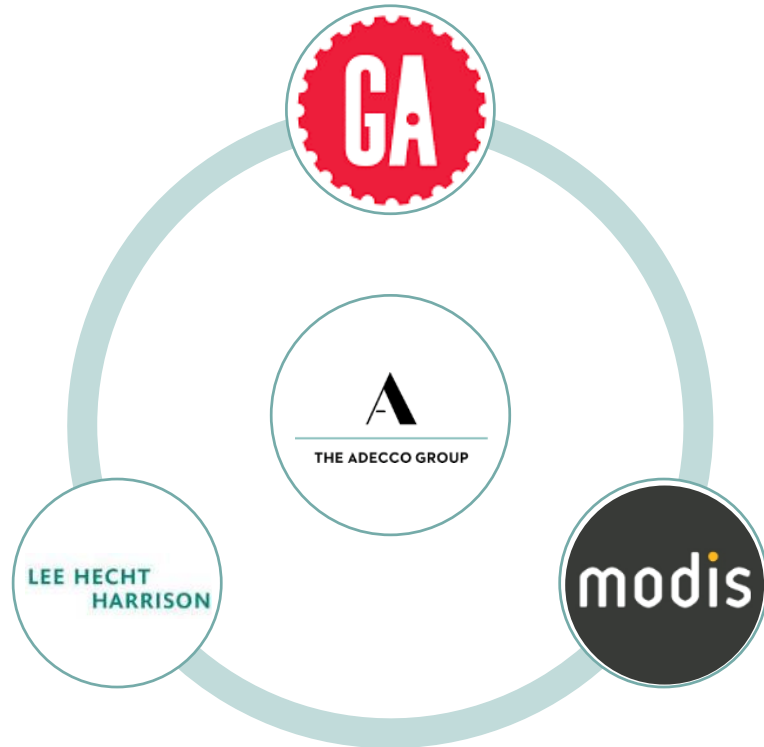 GA
A
THE ADECCO GROUP
LEE HECHT
HARRISON
modis